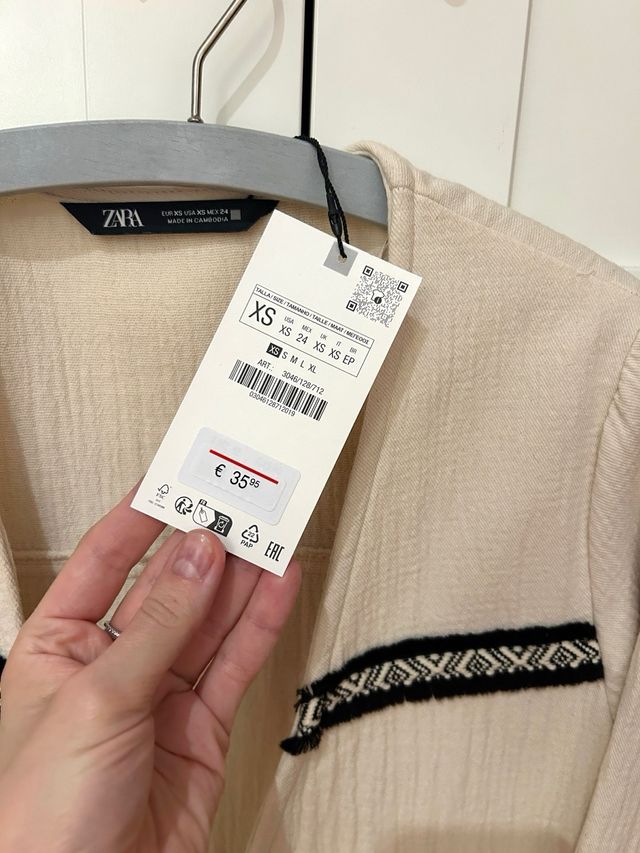 ZARA
EUR XS USA XS MEX 24
MADE IN CAMBODIA
TALLA / SIZE / TAMANHO / TAILLE / MAAT / ΜΕΓΕΘΟΣ
XS
USA MEX UK IT BR
XS 24 XS XS EP
XS S M L XL
ART.: 3046/128/712
03046128712019
€ 35 95
FSC
22
PAP
EAC